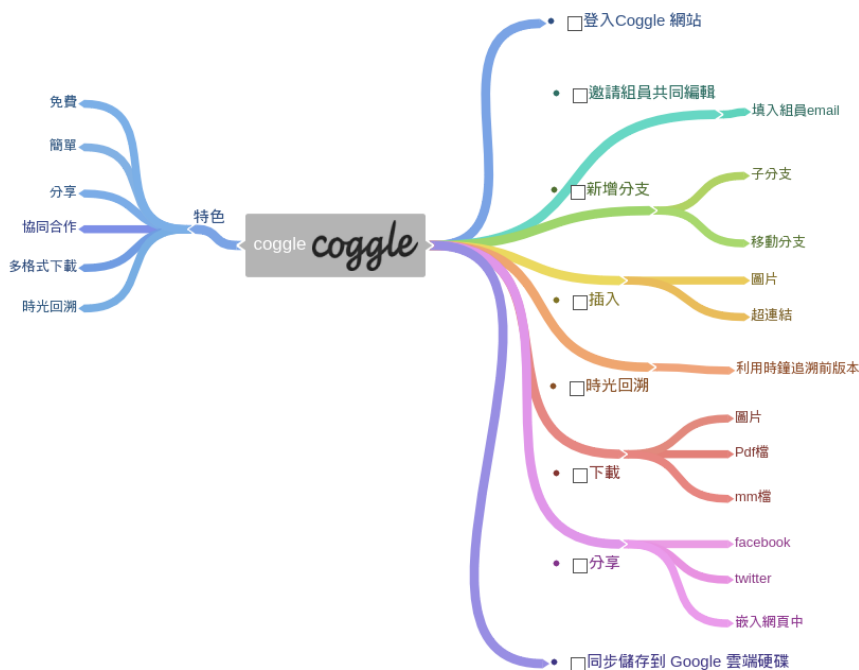 登入Coggle 網站
邀請組員共同編輯
填入組員email
新增分支
子分支
移動分支
插入
圖片
超連結
時光回溯
利用時鐘追溯前版本
下載
圖片
Pdf檔
mm檔
分享
facebook
twitter
嵌入網頁中
同步儲存到 Google 雲端硬碟
coggle coggle
特色
免費
簡單
分享
協同合作
多格式下載
時光回溯